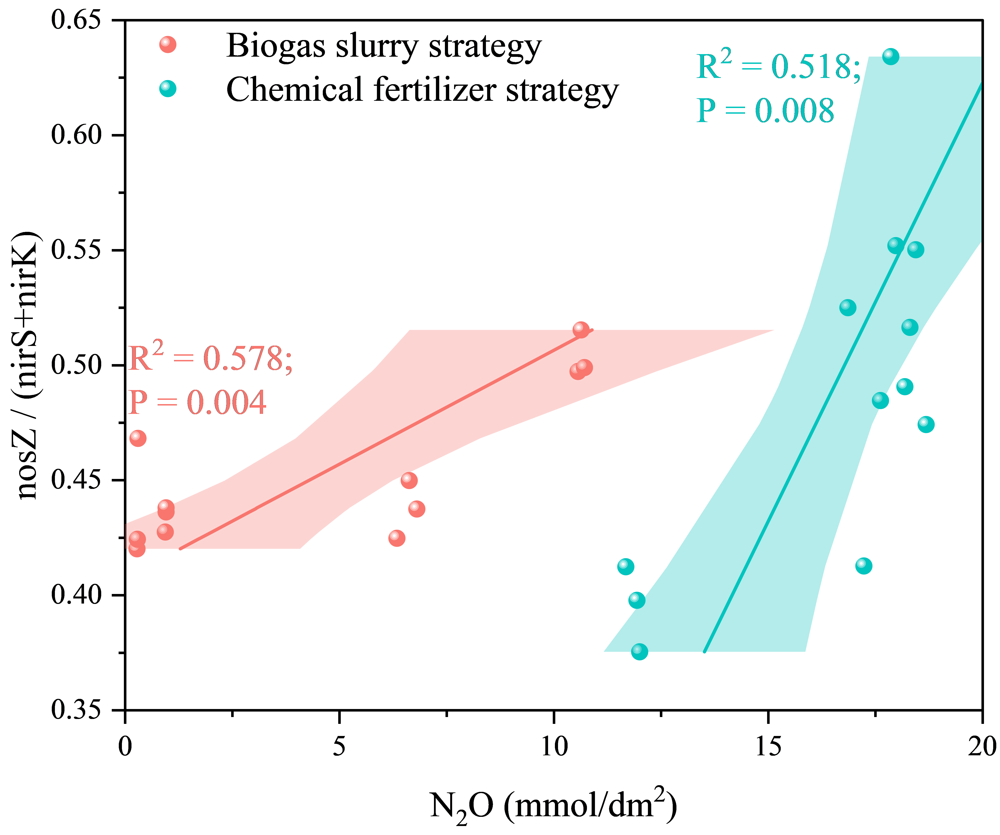 0.65
0.60
0.55
0.50
0.45
0.40
0.35
nosZ / (nirS+nirK)
Biogas slurry strategy
Chemical fertilizer strategy
R² = 0.518;
P = 0.008
R² = 0.578;
P = 0.004
0 5 10 15 20
N₂O (mmol/dm²)